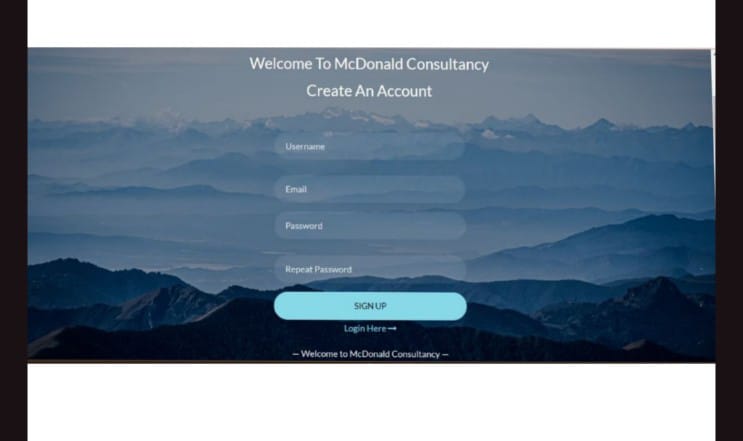 Welcome To McDonald Consultancy
Create An Account
Username
Email
Password
Repeat Password
SIGN UP
Login Here→
— Welcome to McDonald Consultancy —